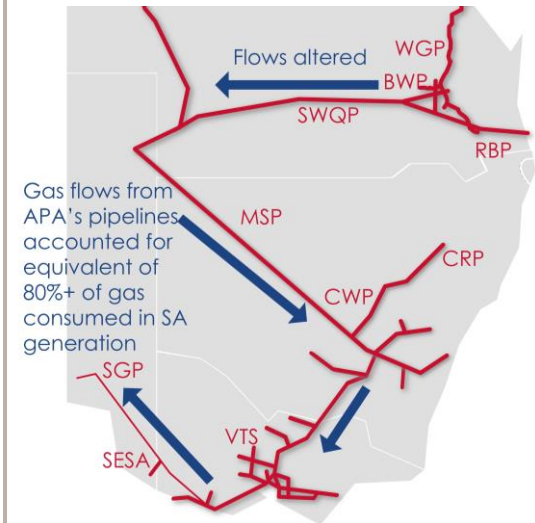 WGP
Flows altered
BWP
SWQP
RBP
Gas flows from
APA's pipelines
accounted for
equivalent of
80%+ of gas
consumed in SA
generation
MSP
CRP
CWP
SGP
VTS
SESA